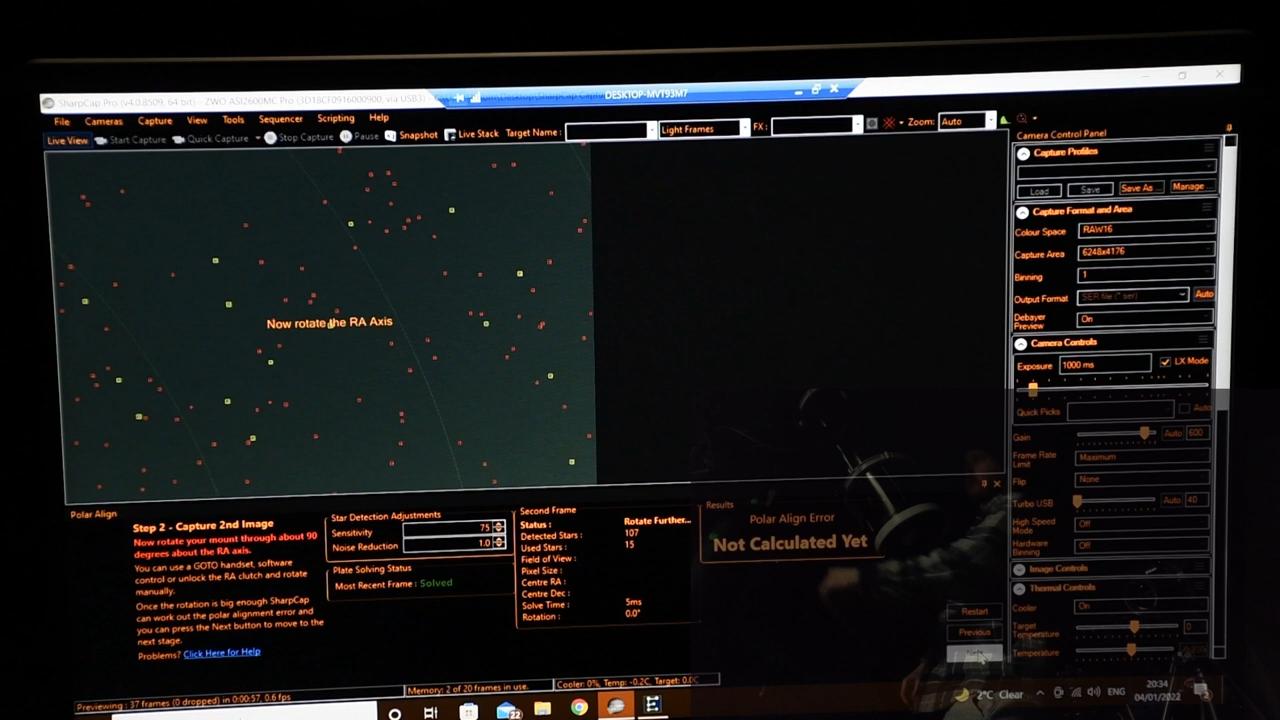 SharpCap Pro (v4.0.8509, 64 bit) - ZWO ASI2600MC Pro (3D18CF0916000900, via USB3)
DESKTOP-MVT93M7
File Cameras Capture View Tools Sequencer Scripting Help
Live View Start Capture Quick Capture Stop Capture Pause Snapshot Live Stack Target Name : Light Frames FX : Zoom: Auto
Now rotate the RA Axis
Camera Control Panel
Capture Profiles
Load Save Save As Manage...
Capture Format and Area
Colour Space RAW16
Capture Area 6248x4176
Binning 1
Output Format SER file (*.ser) Auto
Debayer Preview On
Camera Controls
Exposure 1000 ms LX Mode
Quick Picks Auto
Gain Auto 600
Frame Rate Limit Maximum
Flip None
Turbo USB Auto 40
High Speed Mode Off
Hardware Binning Off
Image Controls
Thermal Controls
Cooler On
Target Temperature 0
Temperature
Polar Align
Step 2 - Capture 2nd Image
Now rotate your mount through about 90
degrees about the RA axis.
You can use a GOTO handset, software
control or unlock the RA clutch and rotate
manually.
Once the rotation is big enough SharpCap
can work out the polar alignment error and
you can press the Next button to move to the
next stage.
Problems? Click Here for Help
Star Detection Adjustments
Sensitivity 75
Noise Reduction 1.0
Plate Solving Status
Most Recent Frame : Solved
Second Frame
Status : Rotate Further...
Detected Stars : 107
Used Stars : 15
Field of View :
Pixel Size :
Centre RA :
Centre Dec :
Solve Time : 5ms
Rotation : 0.0°
Results
Polar Align Error
Not Calculated Yet
Restart
Previous
Previewing : 37 frames (0 dropped) in 0:00:57, 0.6 fps
Memory: 2 of 20 frames in use.
Cooler: 0%, Temp: -0.2C, Target: 0.0C
22
2°C Clear ENG 20:34
04/01/2022 2